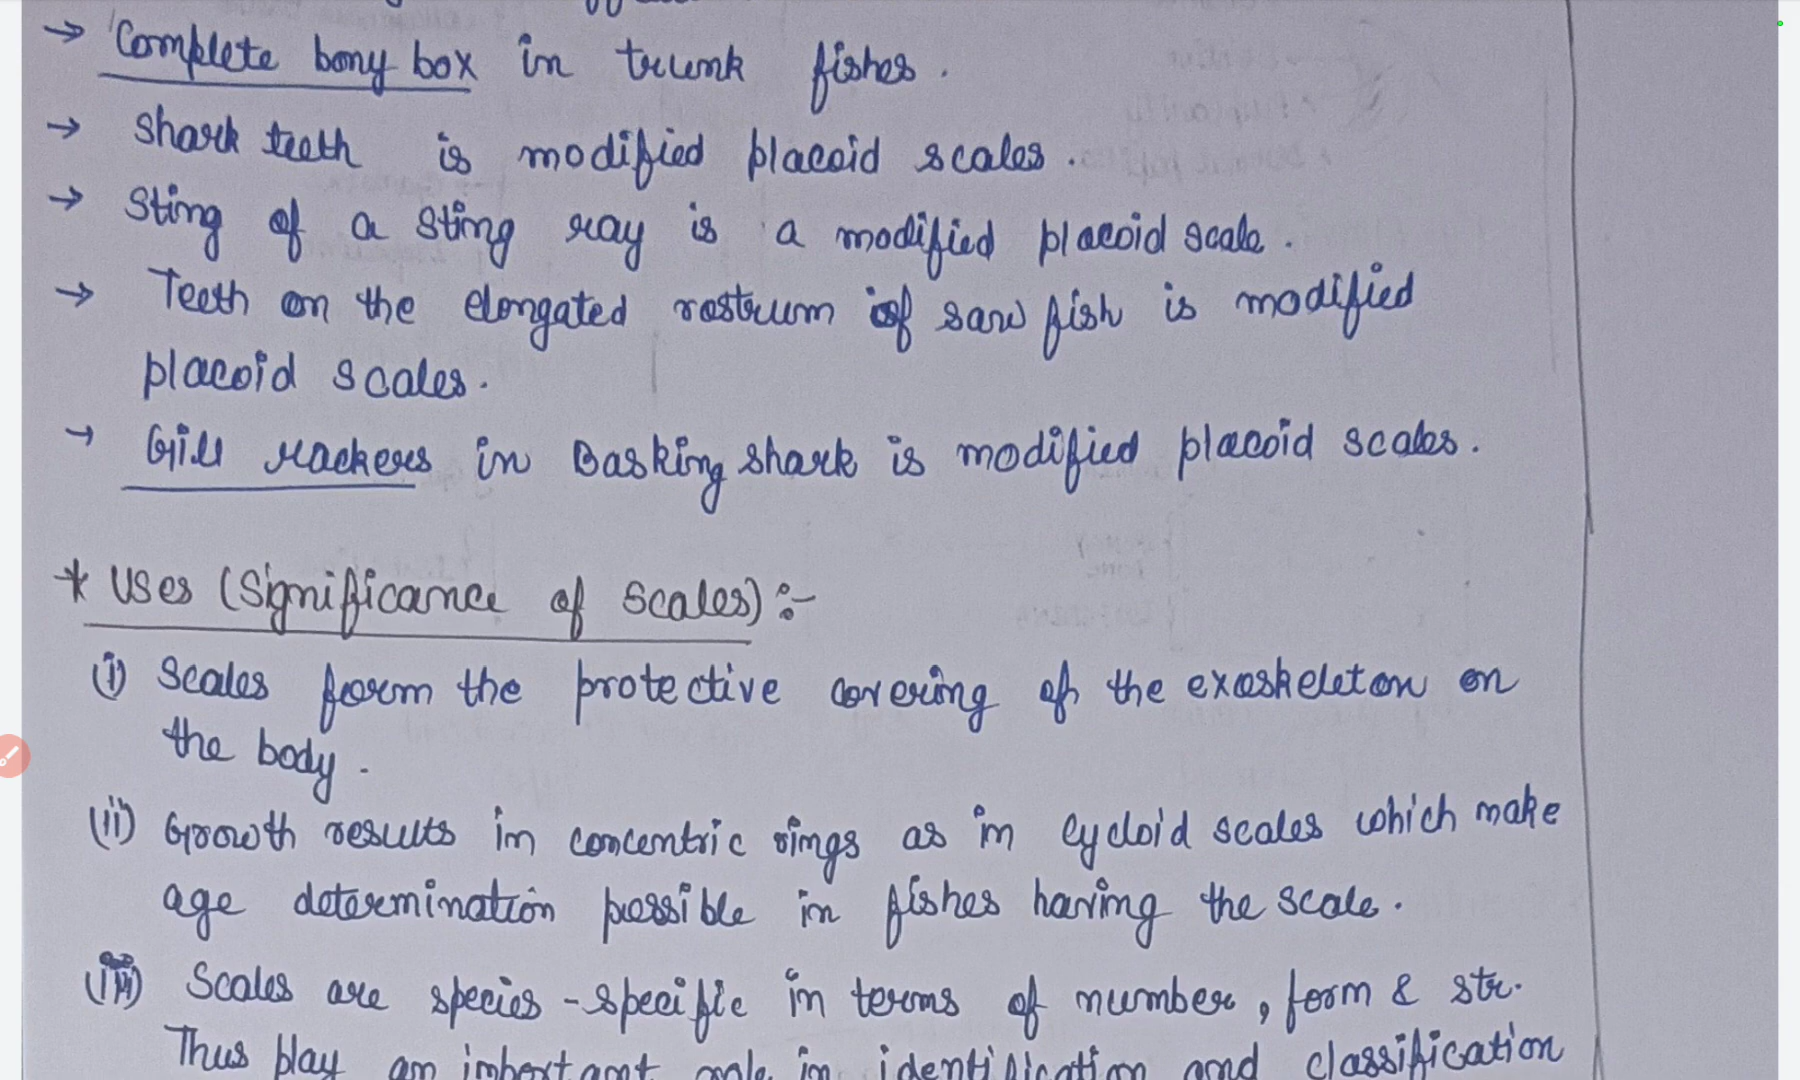 → Complete bony box in trunk fishes.
→ shark teeth is modified placoid scales.
→ Sting of a sting ray is a modified placoid scale.
→ Teeth on the elongated rostrum of saw fish is modified
placoid scales.
→ Gill rackers in Basking shark is modified placoid scales.
* Uses (Significance of Scales):-
(i) Scales form the protective covering of the exoskeleton on
the body.
(ii) Growth results in concentric rings as in Cycloid scales which make
age determination possible in fishes having the scale.
(iii) Scales are species-specific in terms of number, form & str.
Thus play an important role in identification and classification